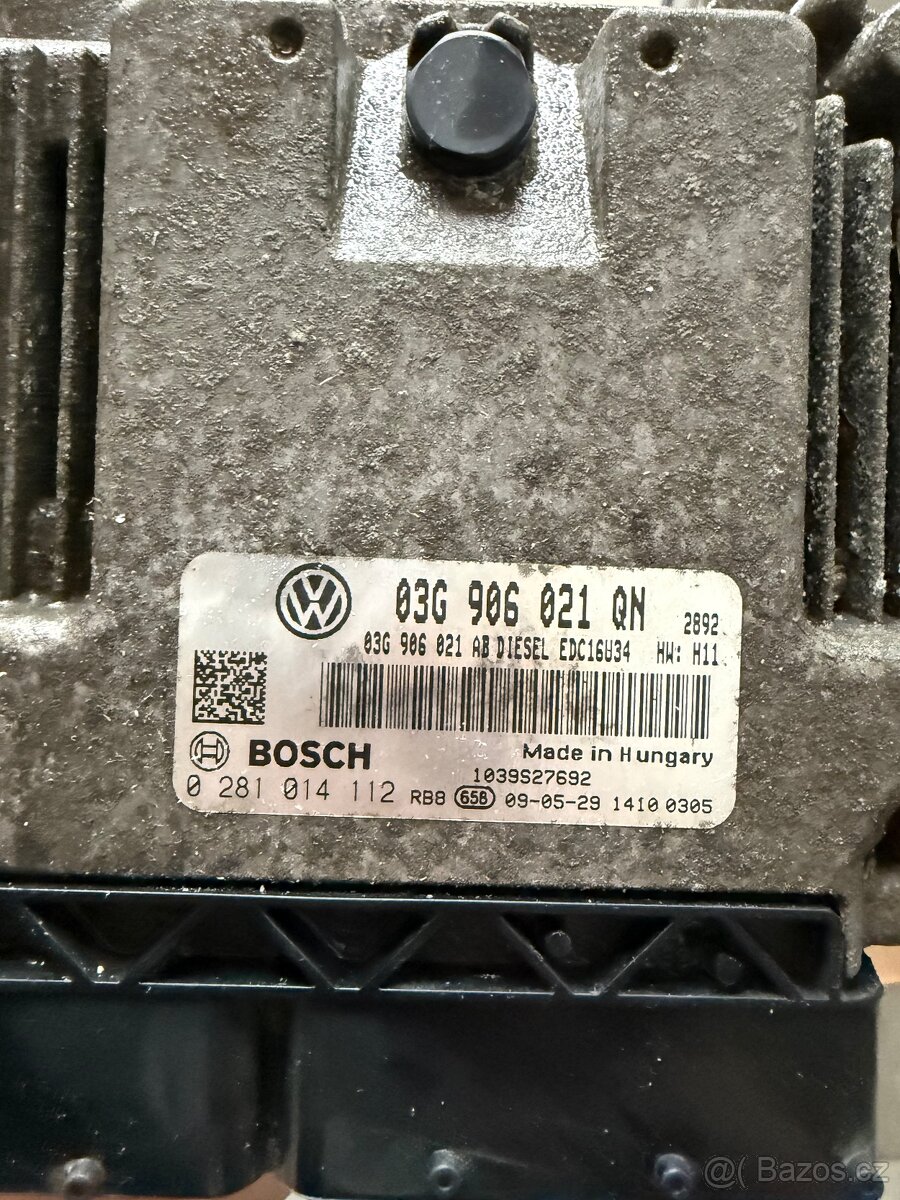 03G 906 021 QN 2892
03G 906 021 AB DIESEL EDC16U34 HW: H11
BOSCH Made in Hungary
1039S27692
0 281 014 112 RB8 658 09-05-29 1410 0305
@( Bazos.cz